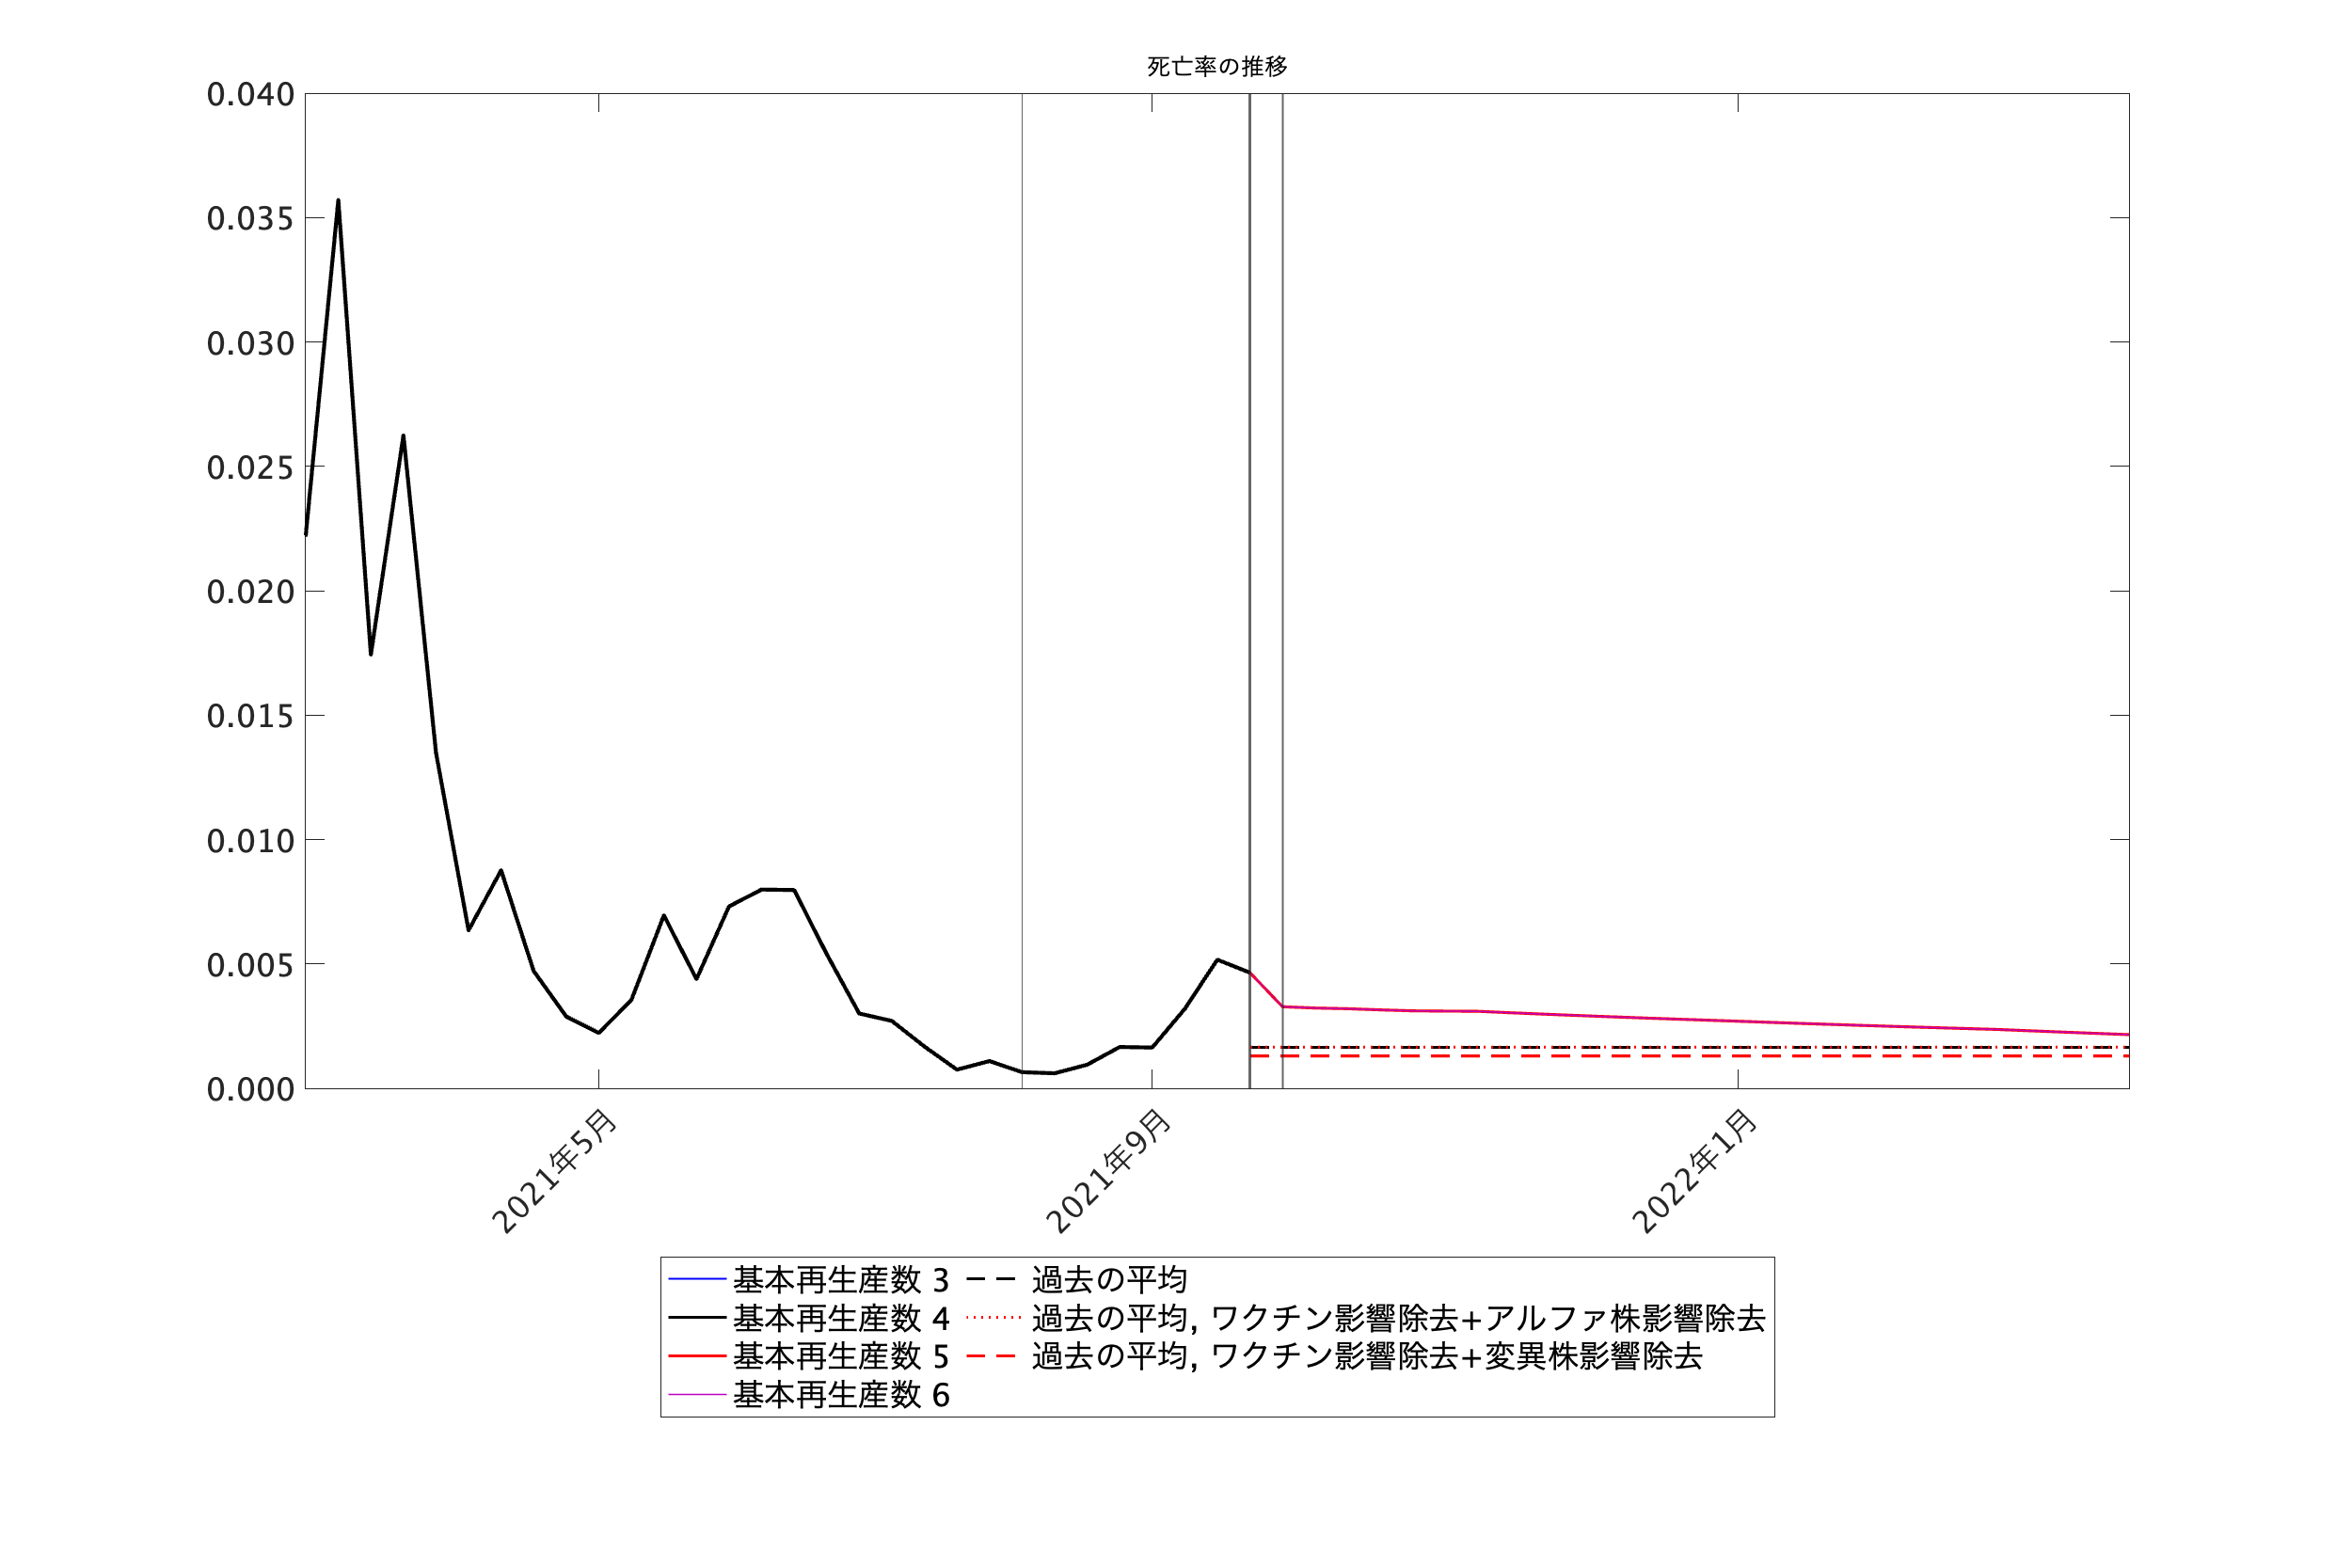 死亡率の推移
0.040
0.035
0.030
0.025
0.020
0.015
0.010
0.005
0.000
2021年5月
2021年9月
2022年1月
基本再生産数 3
基本再生産数 4
基本再生産数 5
基本再生産数 6
過去の平均
過去の平均, ワクチン影響除去+アルファ株影響除去
過去の平均, ワクチン影響除去+変異株影響除去